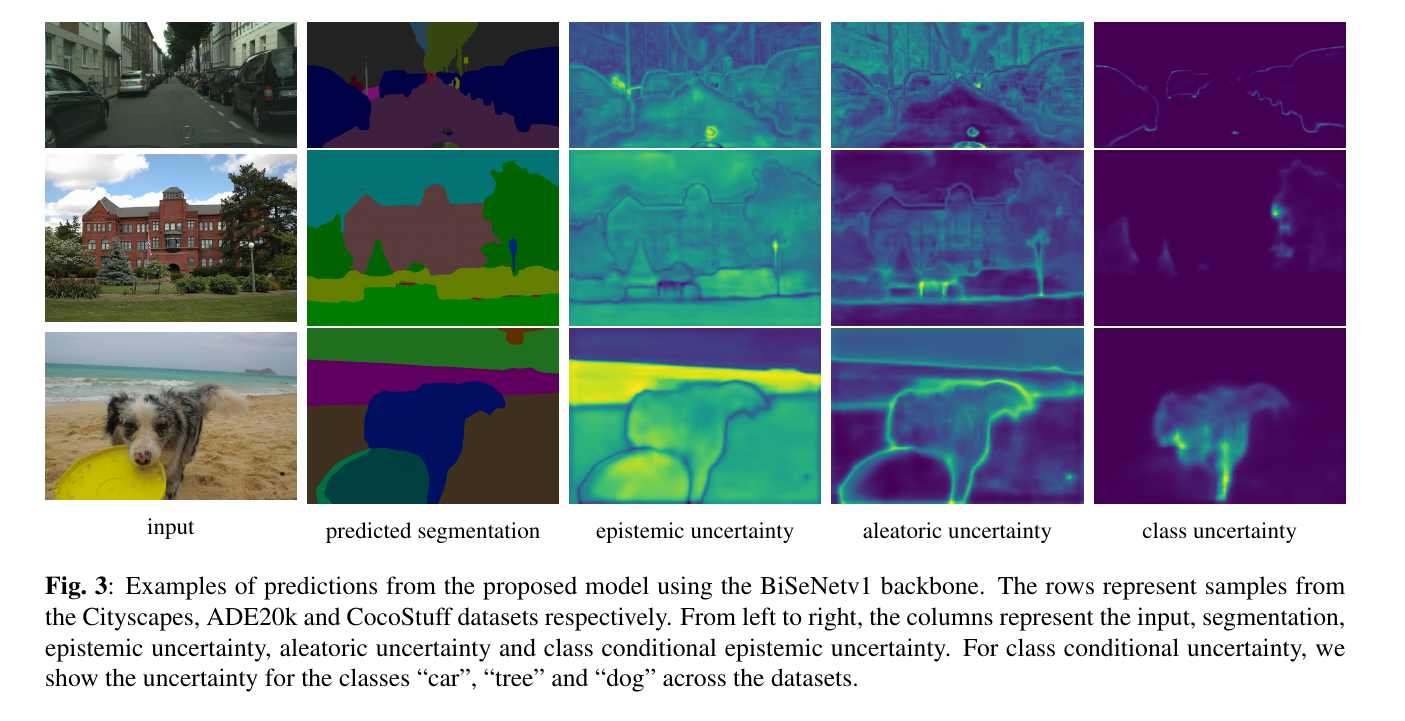 input
predicted segmentation
epistemic uncertainty
aleatoric uncertainty
class uncertainty
Fig. 3: Examples of predictions from the proposed model using the BiSeNetv1 backbone. The rows represent samples from
the Cityscapes, ADE20k and CocoStuff datasets respectively. From left to right, the columns represent the input, segmentation,
epistemic uncertainty, aleatoric uncertainty and class conditional epistemic uncertainty. For class conditional uncertainty, we
show the uncertainty for the classes “car”, “tree” and “dog” across the datasets.